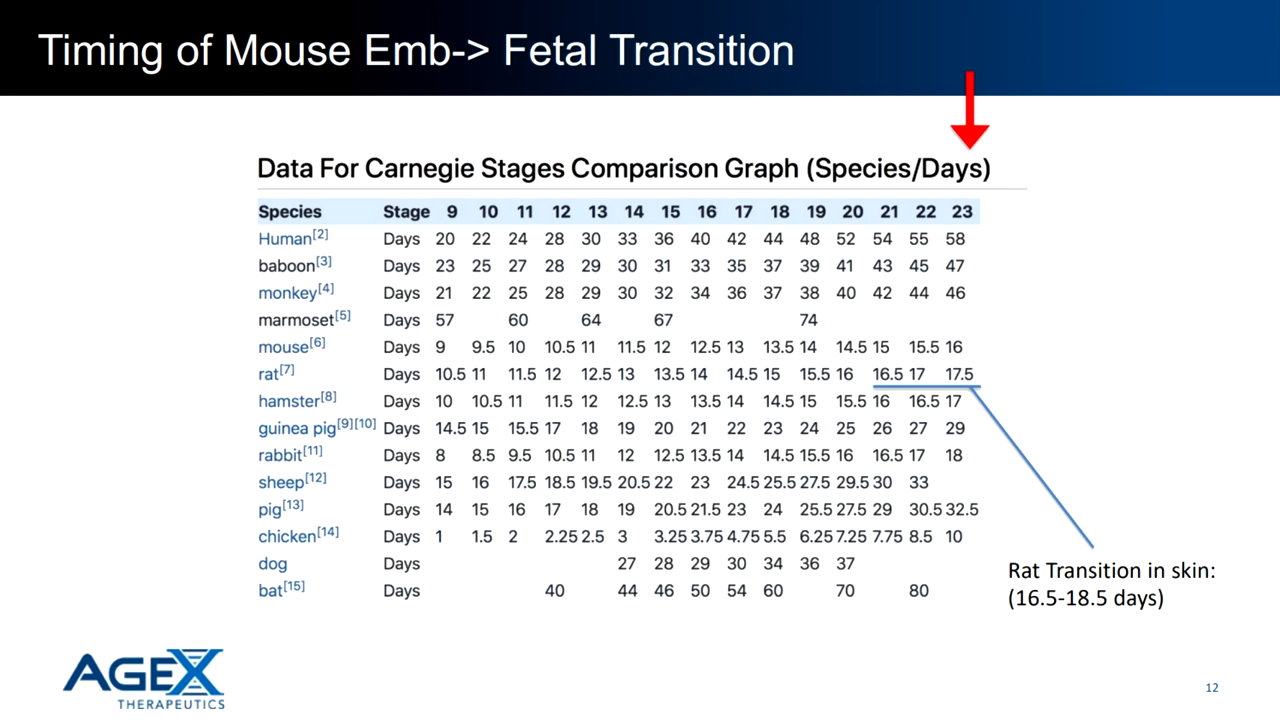 Timing of Mouse Emb-> Fetal Transition
Data For Carnegie Stages Comparison Graph (Species/Days)
Species Stage 9 10 11 12 13 14 15 16 17 18 19 20 21 22 23
Human[2] Days 20 22 24 28 30 33 36 40 42 44 48 52 54 55 58
baboon[3] Days 23 25 27 28 29 30 31 33 35 37 39 41 43 45 47
monkey[4] Days 21 22 25 28 29 30 32 34 36 37 38 40 42 44 46
marmoset[5] Days 57 60 64 67 74
mouse[6] Days 9 9.5 10 10.5 11 11.5 12 12.5 13 13.5 14 14.5 15 15.5 16
rat[7] Days 10.5 11 11.5 12 12.5 13 13.5 14 14.5 15 15.5 16 16.5 17 17.5
hamster[8] Days 10 10.5 11 11.5 12 12.5 13 13.5 14 14.5 15 15.5 16 16.5 17
guinea pig[9][10] Days 14.5 15 15.5 17 18 19 20 21 22 23 24 25 26 27 29
rabbit[11] Days 8 8.5 9.5 10.5 11 12 12.5 13.5 14 14.5 15.5 16 16.5 17 18
sheep[12] Days 15 16 17.5 18.5 19.5 20.5 22 23 24.5 25.5 27.5 29.5 30 33
pig[13] Days 14 15 16 17 18 19 20.5 21.5 23 24 25.5 27.5 29 30.5 32.5
chicken[14] Days 1 1.5 2 2.25 2.5 3 3.25 3.75 4.75 5.5 6.25 7.25 7.75 8.5 10
dog Days 27 28 29 30 34 36 37
bat[15] Days 40 44 46 50 54 60 70 80
Rat Transition in skin:
(16.5-18.5 days)
AGEX
THERAPEUTICS
12